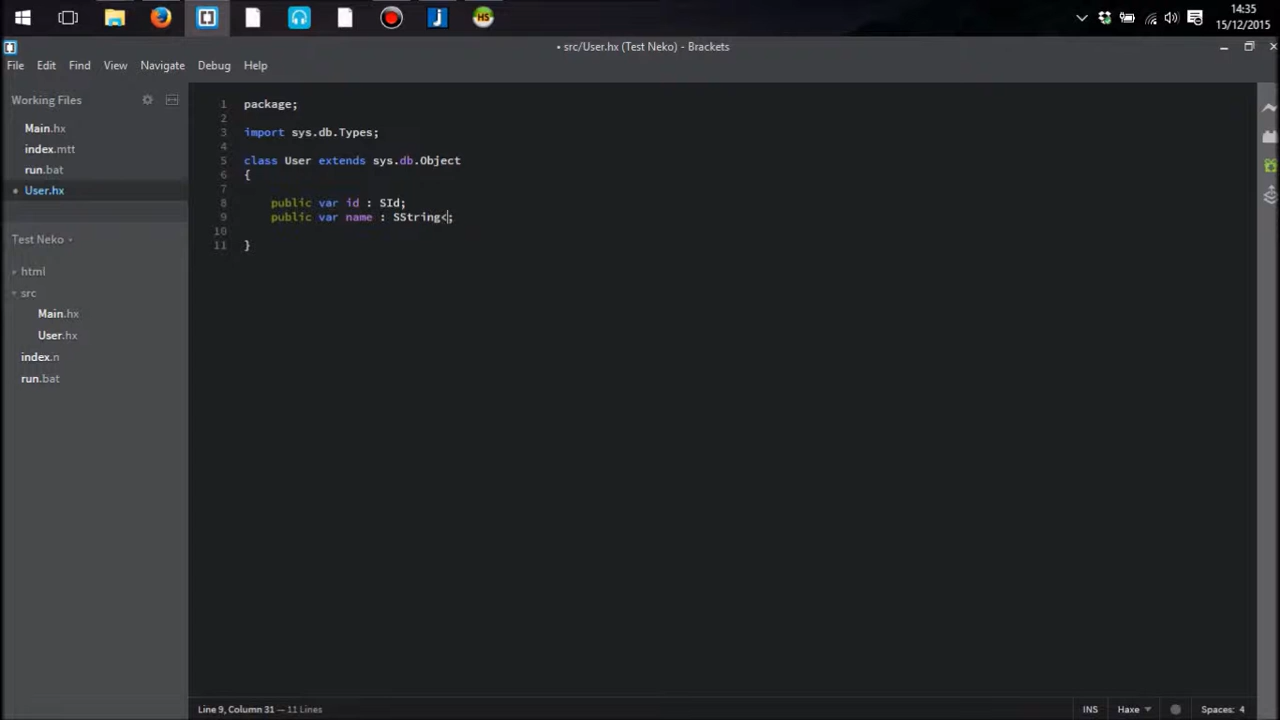 14:35
15/12/2015
HS
• src/User.hx (Test Neko) - Brackets
File Edit Find View Navigate Debug Help
Working Files
Main.hx
index.mtt
run.bat
• User.hx
Test Neko
html
src
Main.hx
User.hx
index.n
run.bat
1 package;
2
3 import sys.db.Types;
4
5 class User extends sys.db.Object
6 {
7
8 public var id : SId;
9 public var name : SString<;
10
11 }
Line 9, Column 31 — 11 Lines
INS Haxe Spaces: 4